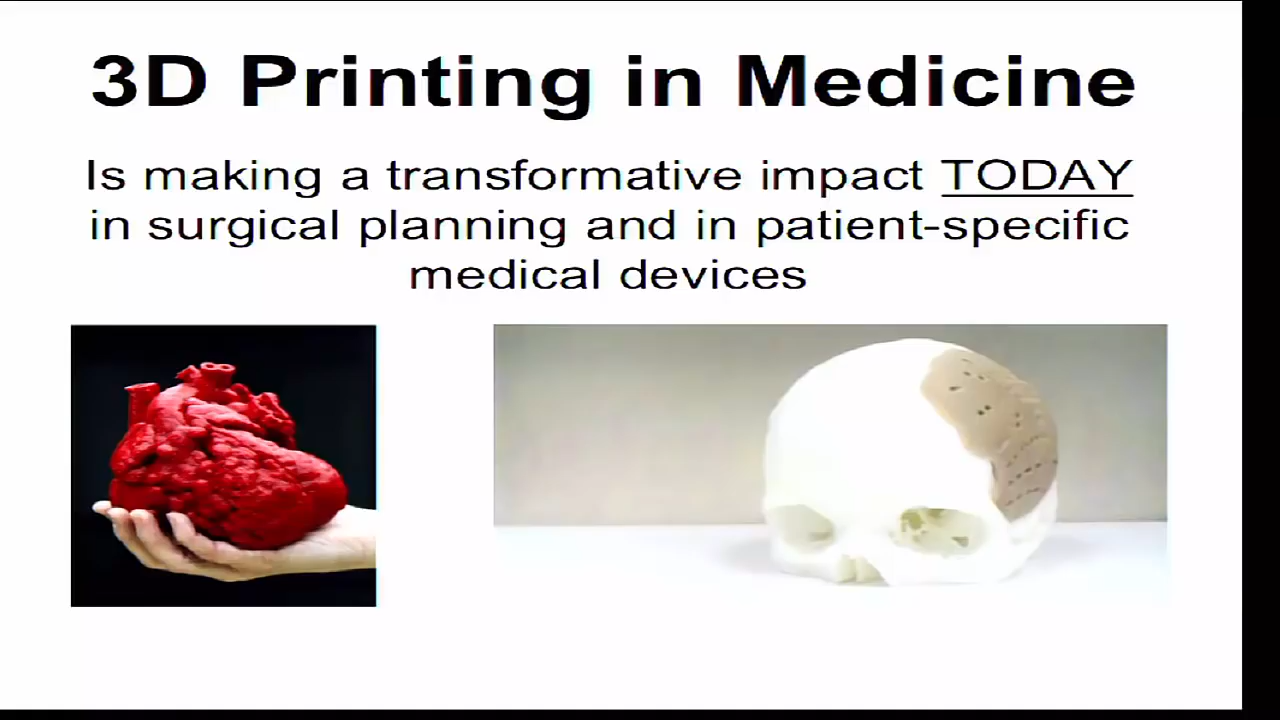 3D Printing in Medicine
Is making a transformative impact TODAY
in surgical planning and in patient-specific
medical devices